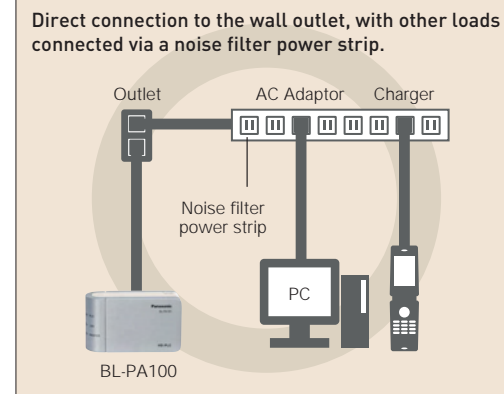 Direct connection to the wall outlet, with other loads
connected via a noise filter power strip.
Outlet
AC Adaptor
Charger
Noise filter
power strip
PC
Panasonic
BL-PA100